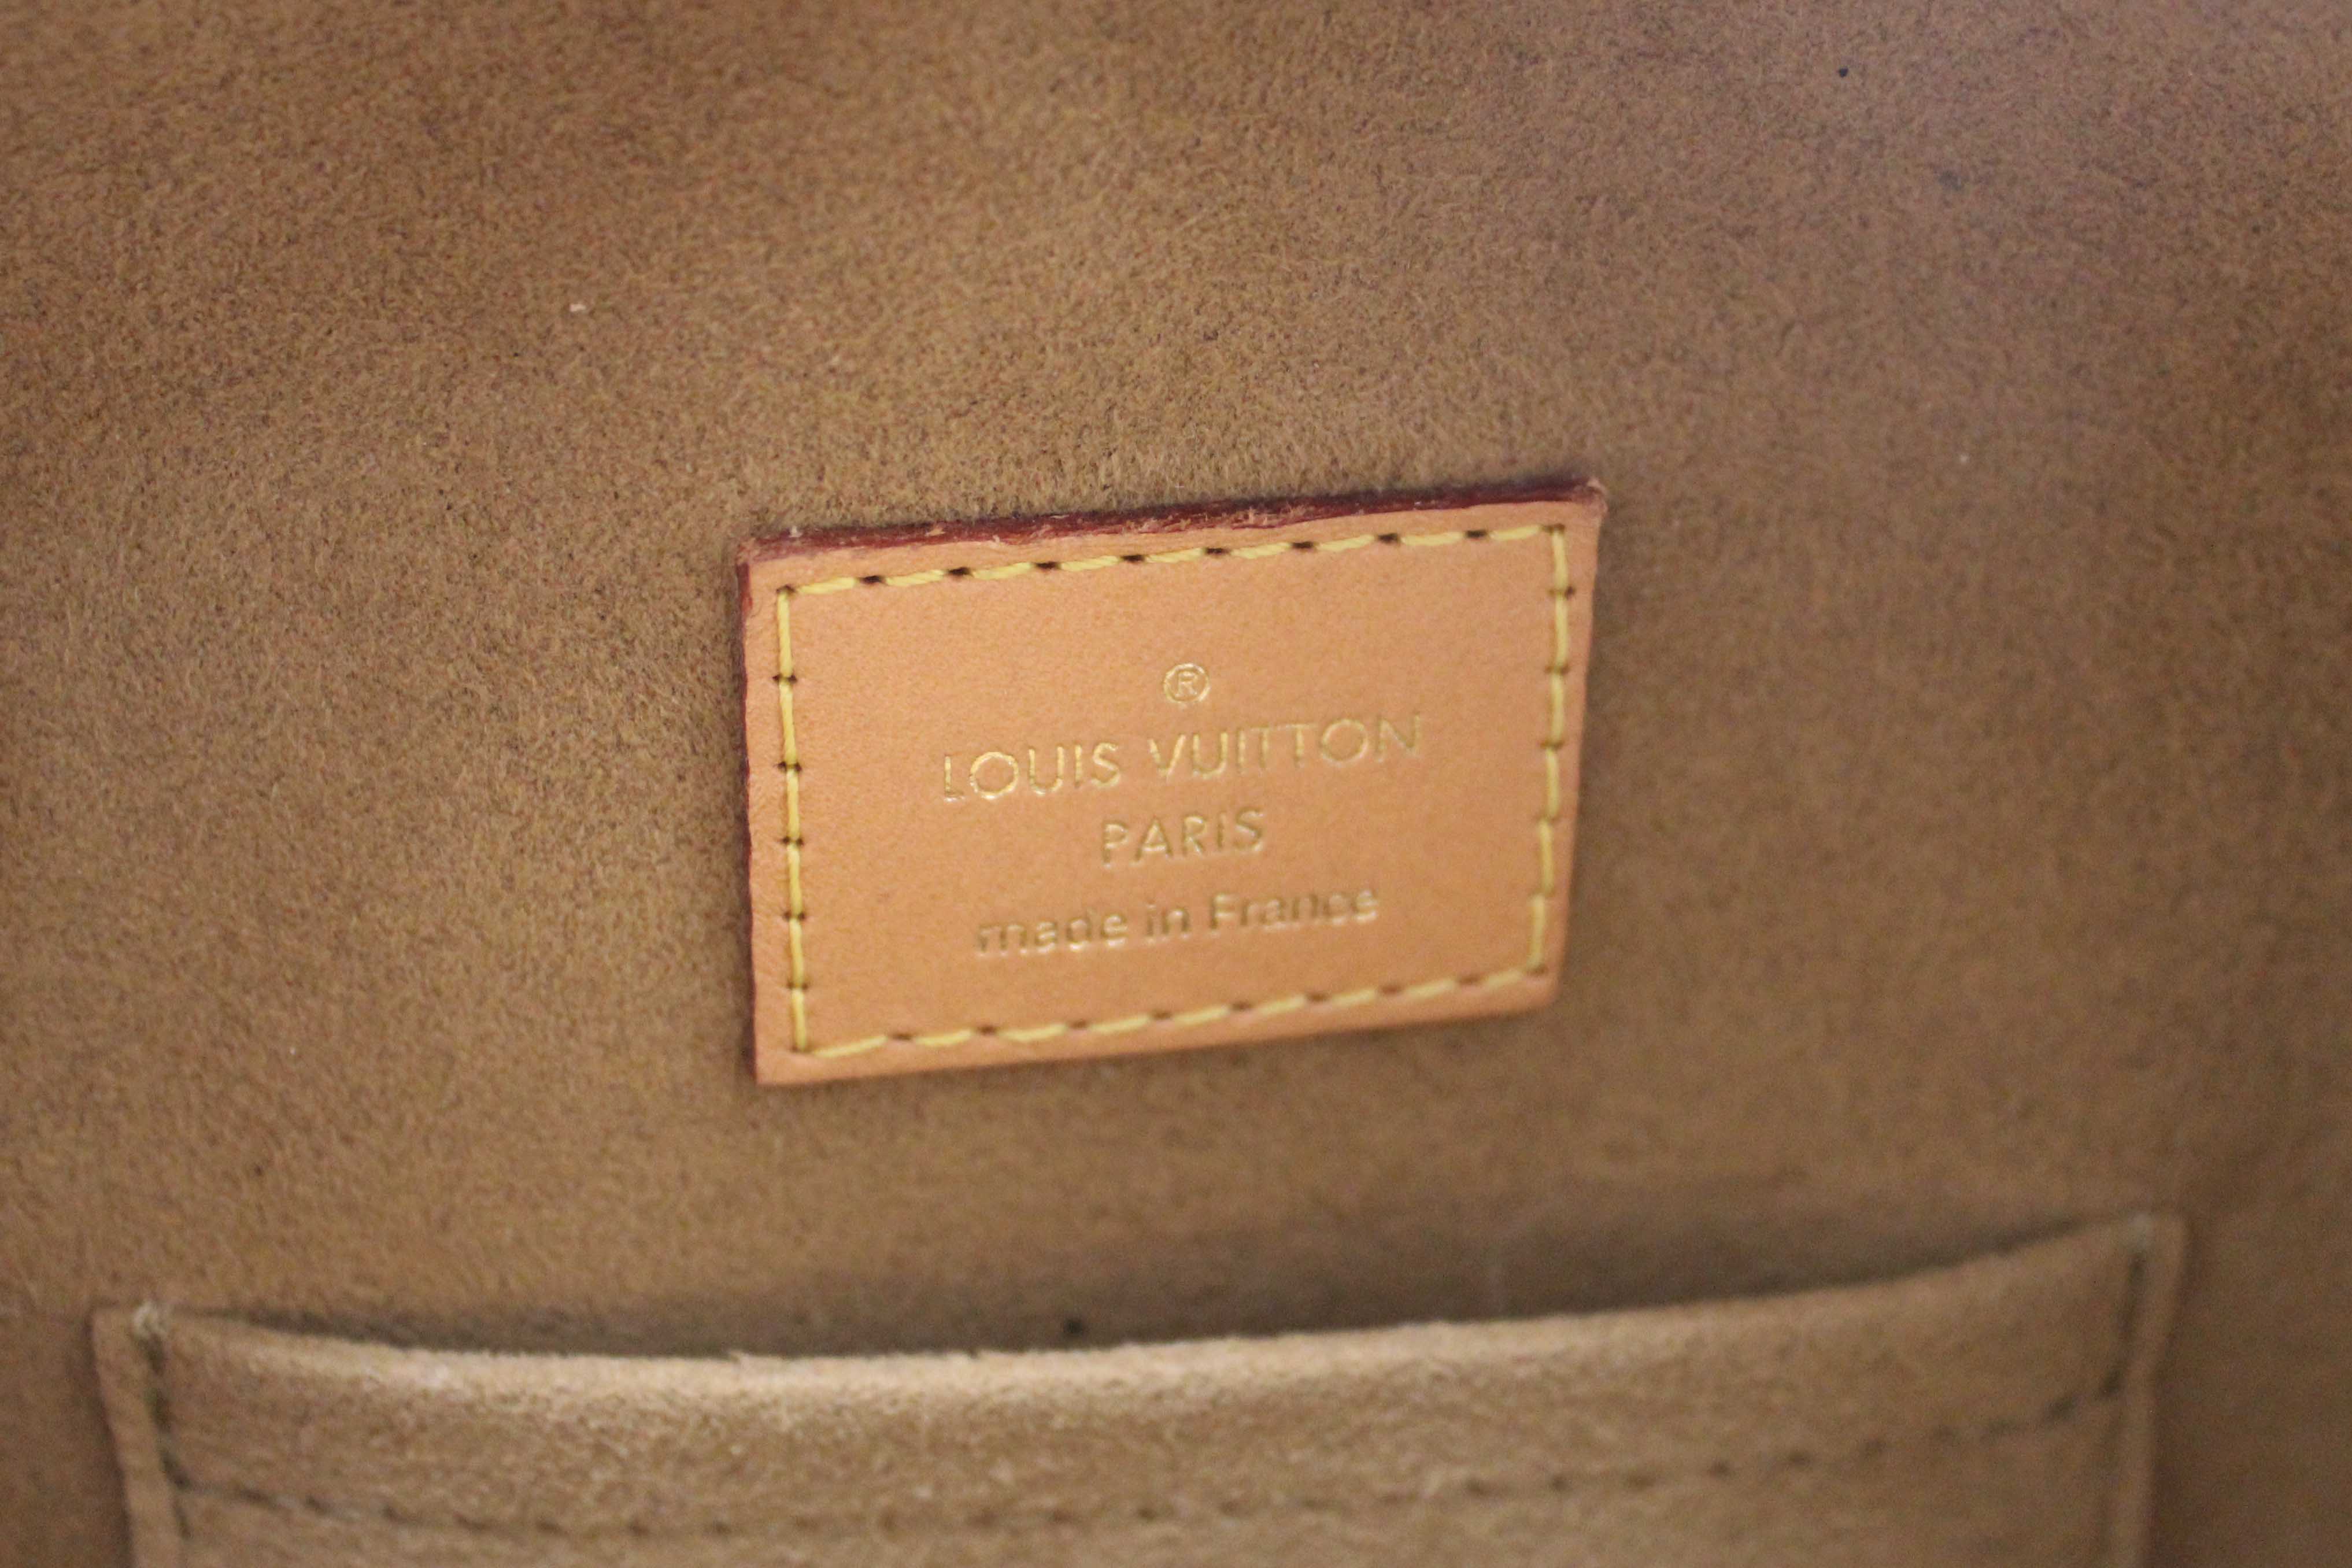 ®
LOUIS VUITTON
PARIS
made in France